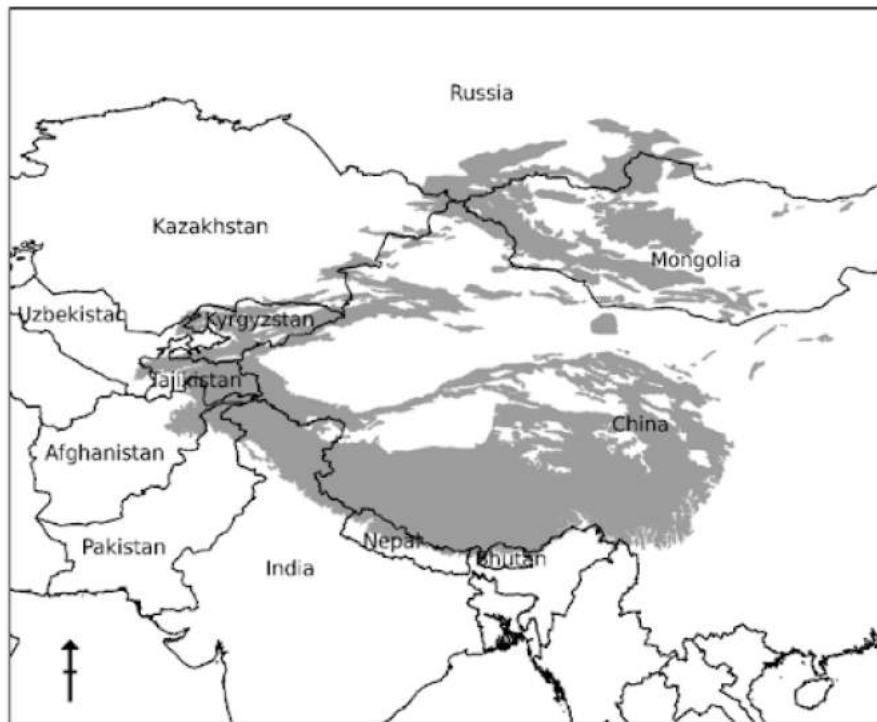 Russia
Kazakhstan
Mongolia
Uzbekistan
Kyrgyzstan
Tajikistan
China
Afghanistan
Pakistan
Nepal
Bhutan
India